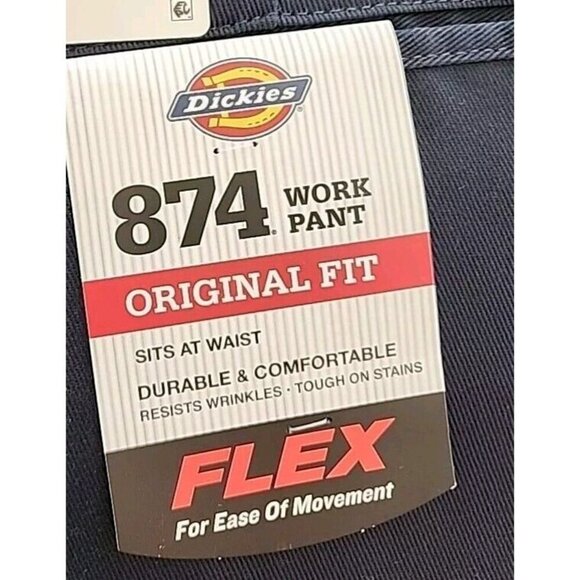 Dickies
874 WORK PANT
ORIGINAL FIT
SITS AT WAIST
DURABLE & COMFORTABLE
RESISTS WRINKLES · TOUGH ON STAINS
FLEX
For Ease Of Movement